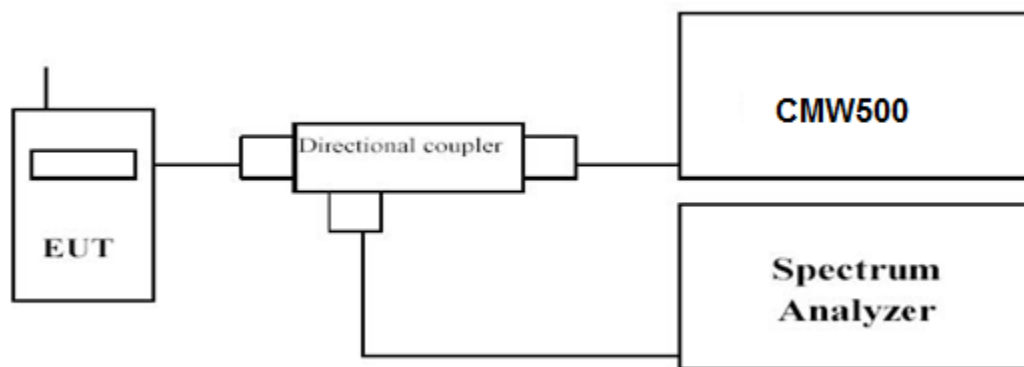 EUT
Directional coupler
CMW500
Spectrum
Analyzer